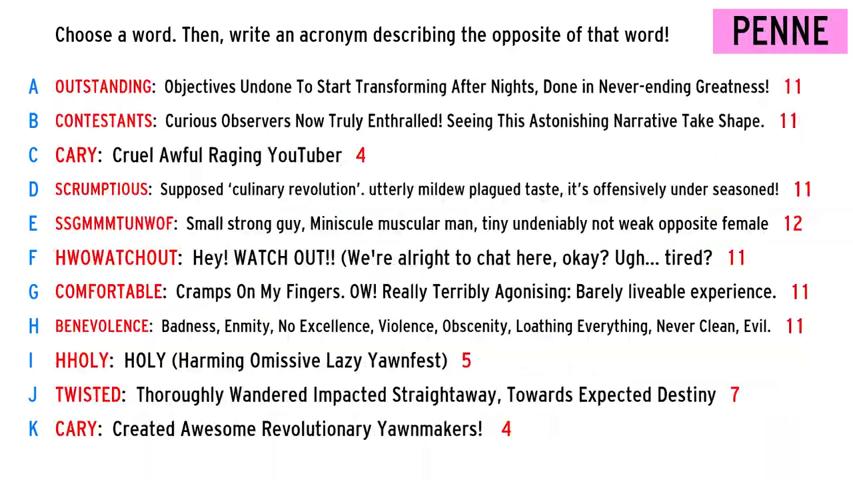 Choose a word. Then, write an acronym describing the opposite of that word!
PENNE
A OUTSTANDING: Objectives Undone To Start Transforming After Nights, Done in Never-ending Greatness! 11
B CONTESTANTS: Curious Observers Now Truly Enthralled! Seeing This Astonishing Narrative Take Shape. 11
C CARY: Cruel Awful Raging YouTuber 4
D SCRUMPTIOUS: Supposed ‘culinary revolution’. utterly mildew plagued taste, it's offensively under seasoned! 11
E SSGMMMTUNWOF: Small strong guy, Miniscule muscular man, tiny undeniably not weak opposite female 12
F HWOWATCHOUT: Hey! WATCH OUT!! (We're alright to chat here, okay? Ugh... tired? 11
G COMFORTABLE: Cramps On My Fingers. OW! Really Terribly Agonising: Barely liveable experience. 11
H BENEVOLENCE: Badness, Enmity, No Excellence, Violence, Obscenity, Loathing Everything, Never Clean, Evil. 11
I HHOLY: HOLY (Harming Omissive Lazy Yawnfest) 5
J TWISTED: Thoroughly Wandered Impacted Straightaway, Towards Expected Destiny 7
K CARY: Created Awesome Revolutionary Yawnmakers! 4